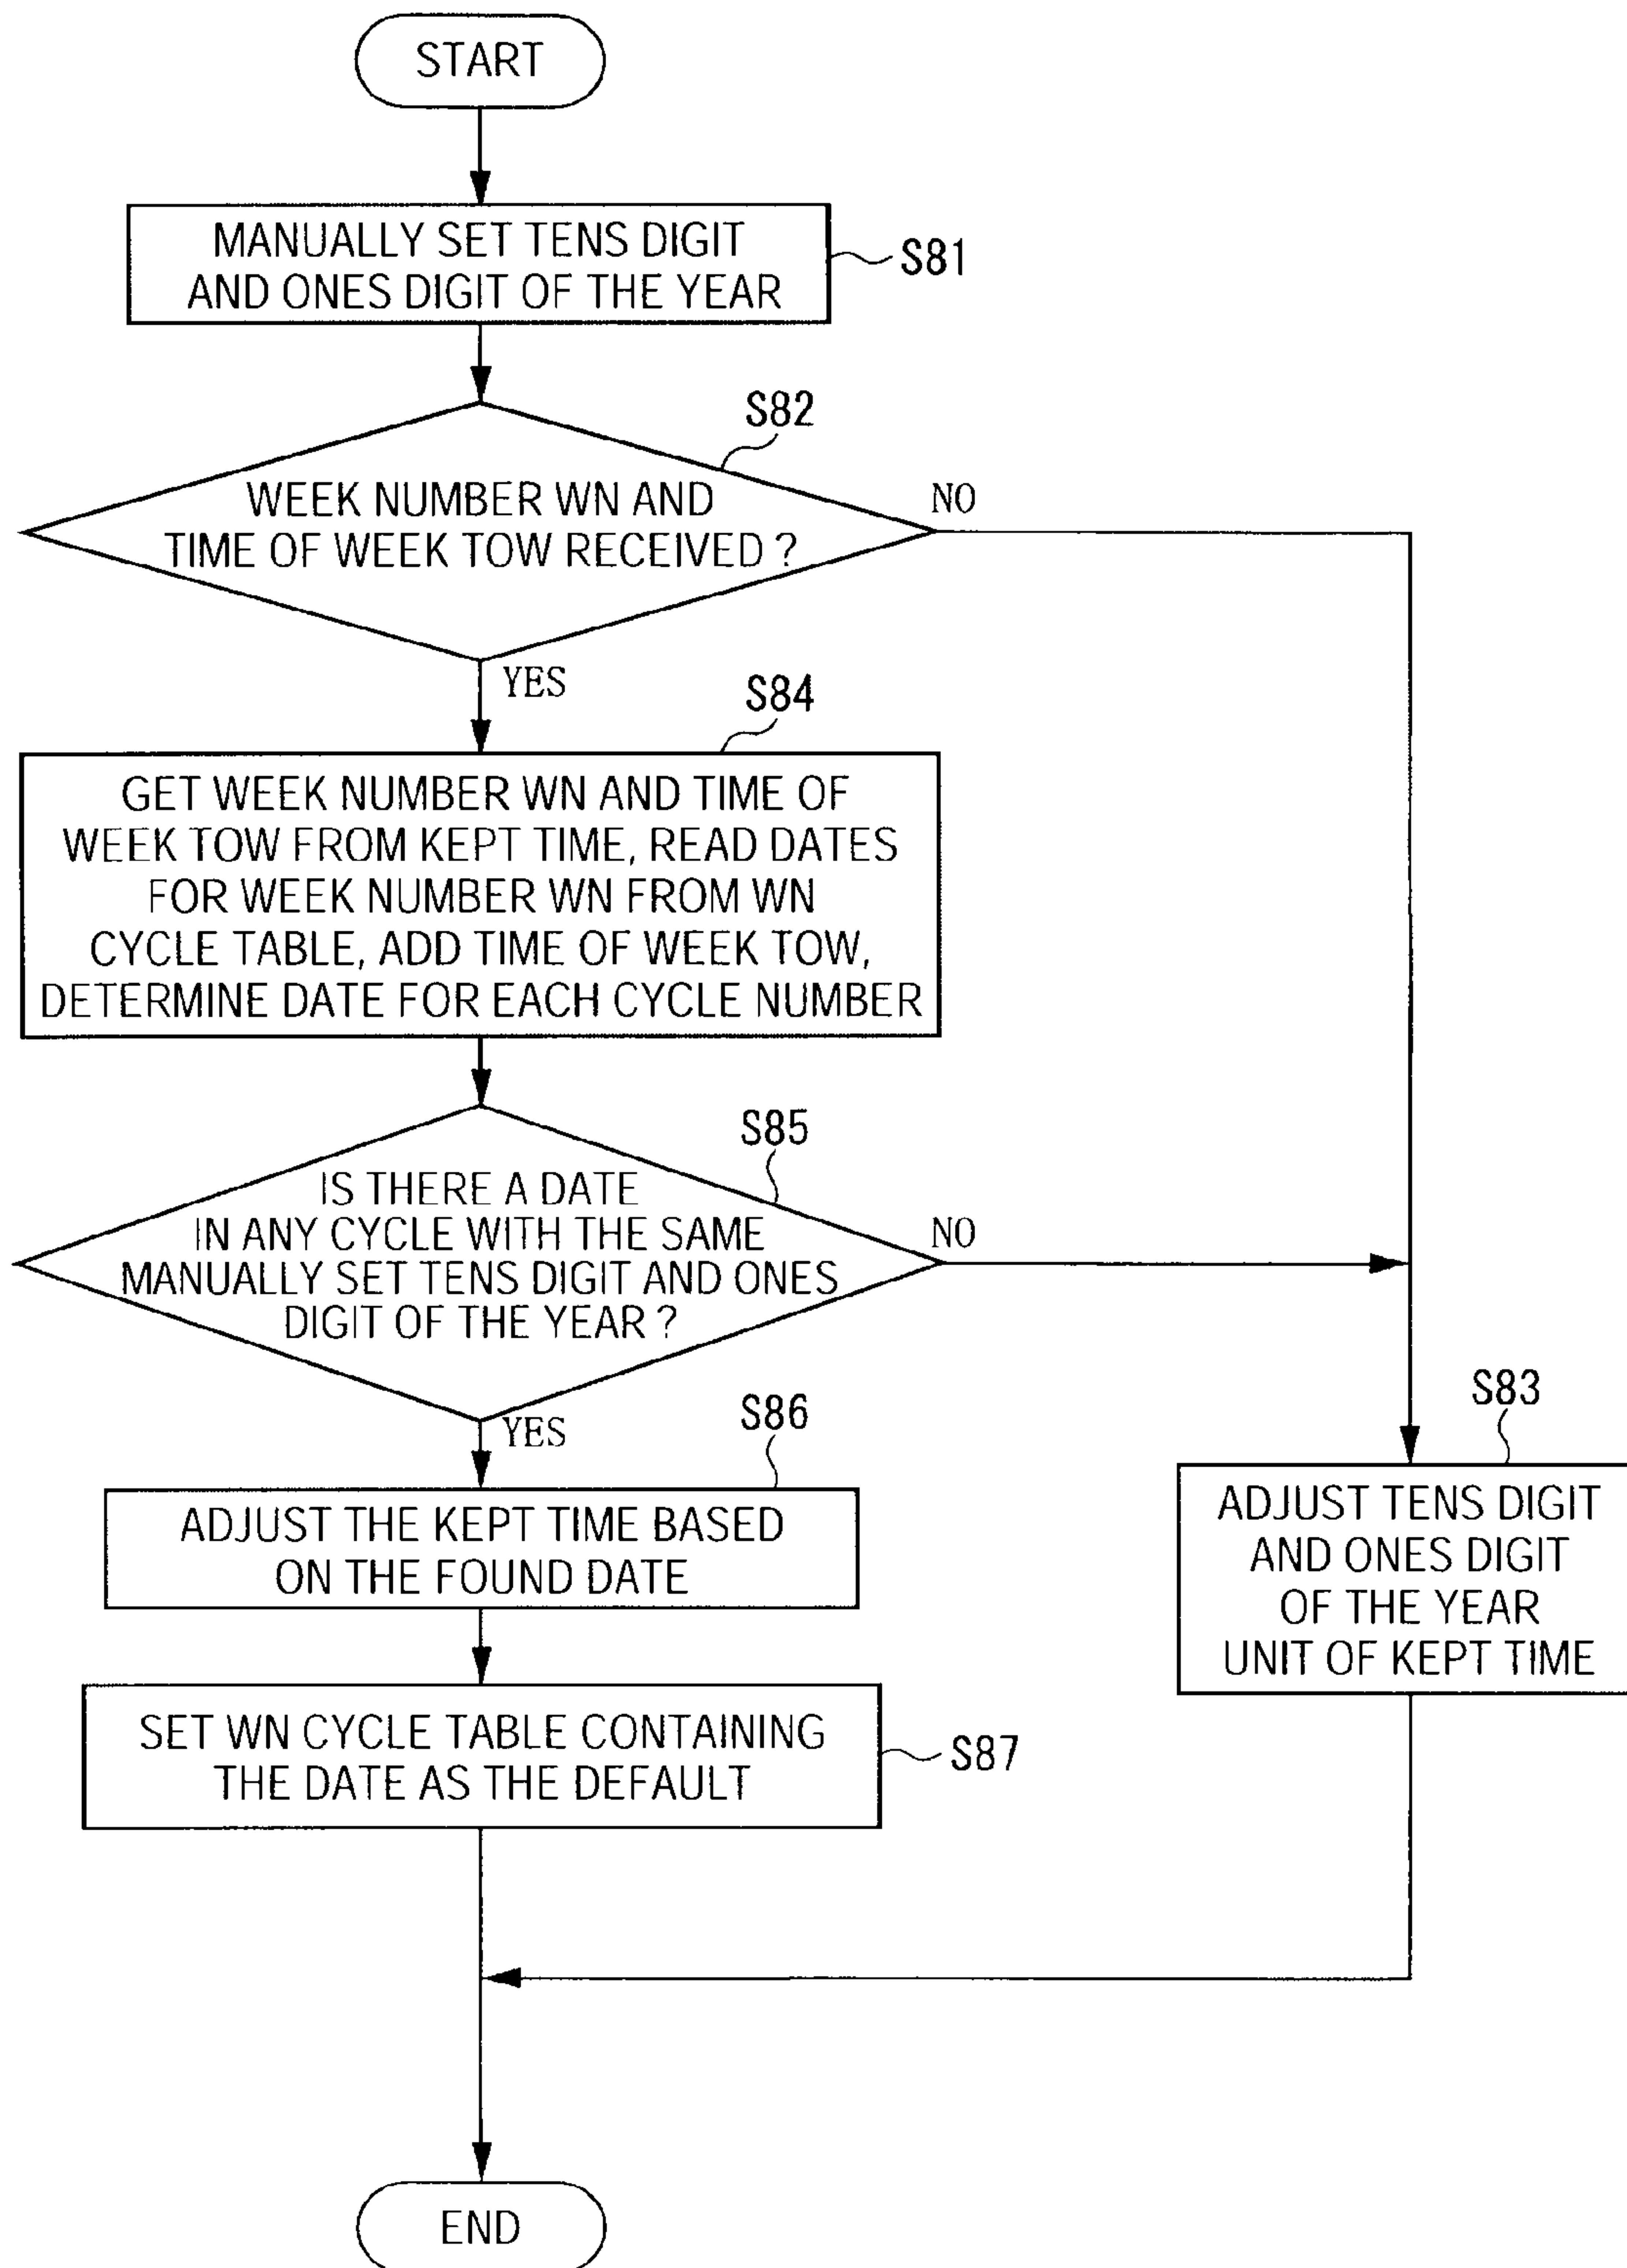 START
MANUALLY SET TENS DIGIT
AND ONES DIGIT OF THE YEAR
S81
S82
WEEK NUMBER WN AND
TIME OF WEEK TOW RECEIVED ?
NO
YES
S84
GET WEEK NUMBER WN AND TIME OF
WEEK TOW FROM KEPT TIME, READ DATES
FOR WEEK NUMBER WN FROM WN
CYCLE TABLE, ADD TIME OF WEEK TOW,
DETERMINE DATE FOR EACH CYCLE NUMBER
S85
IS THERE A DATE
IN ANY CYCLE WITH THE SAME
MANUALLY SET TENS DIGIT AND ONES
DIGIT OF THE YEAR ?
NO
YES
S86
ADJUST THE KEPT TIME BASED
ON THE FOUND DATE
S83
ADJUST TENS DIGIT
AND ONES DIGIT
OF THE YEAR
UNIT OF KEPT TIME
SET WN CYCLE TABLE CONTAINING
THE DATE AS THE DEFAULT
S87
END